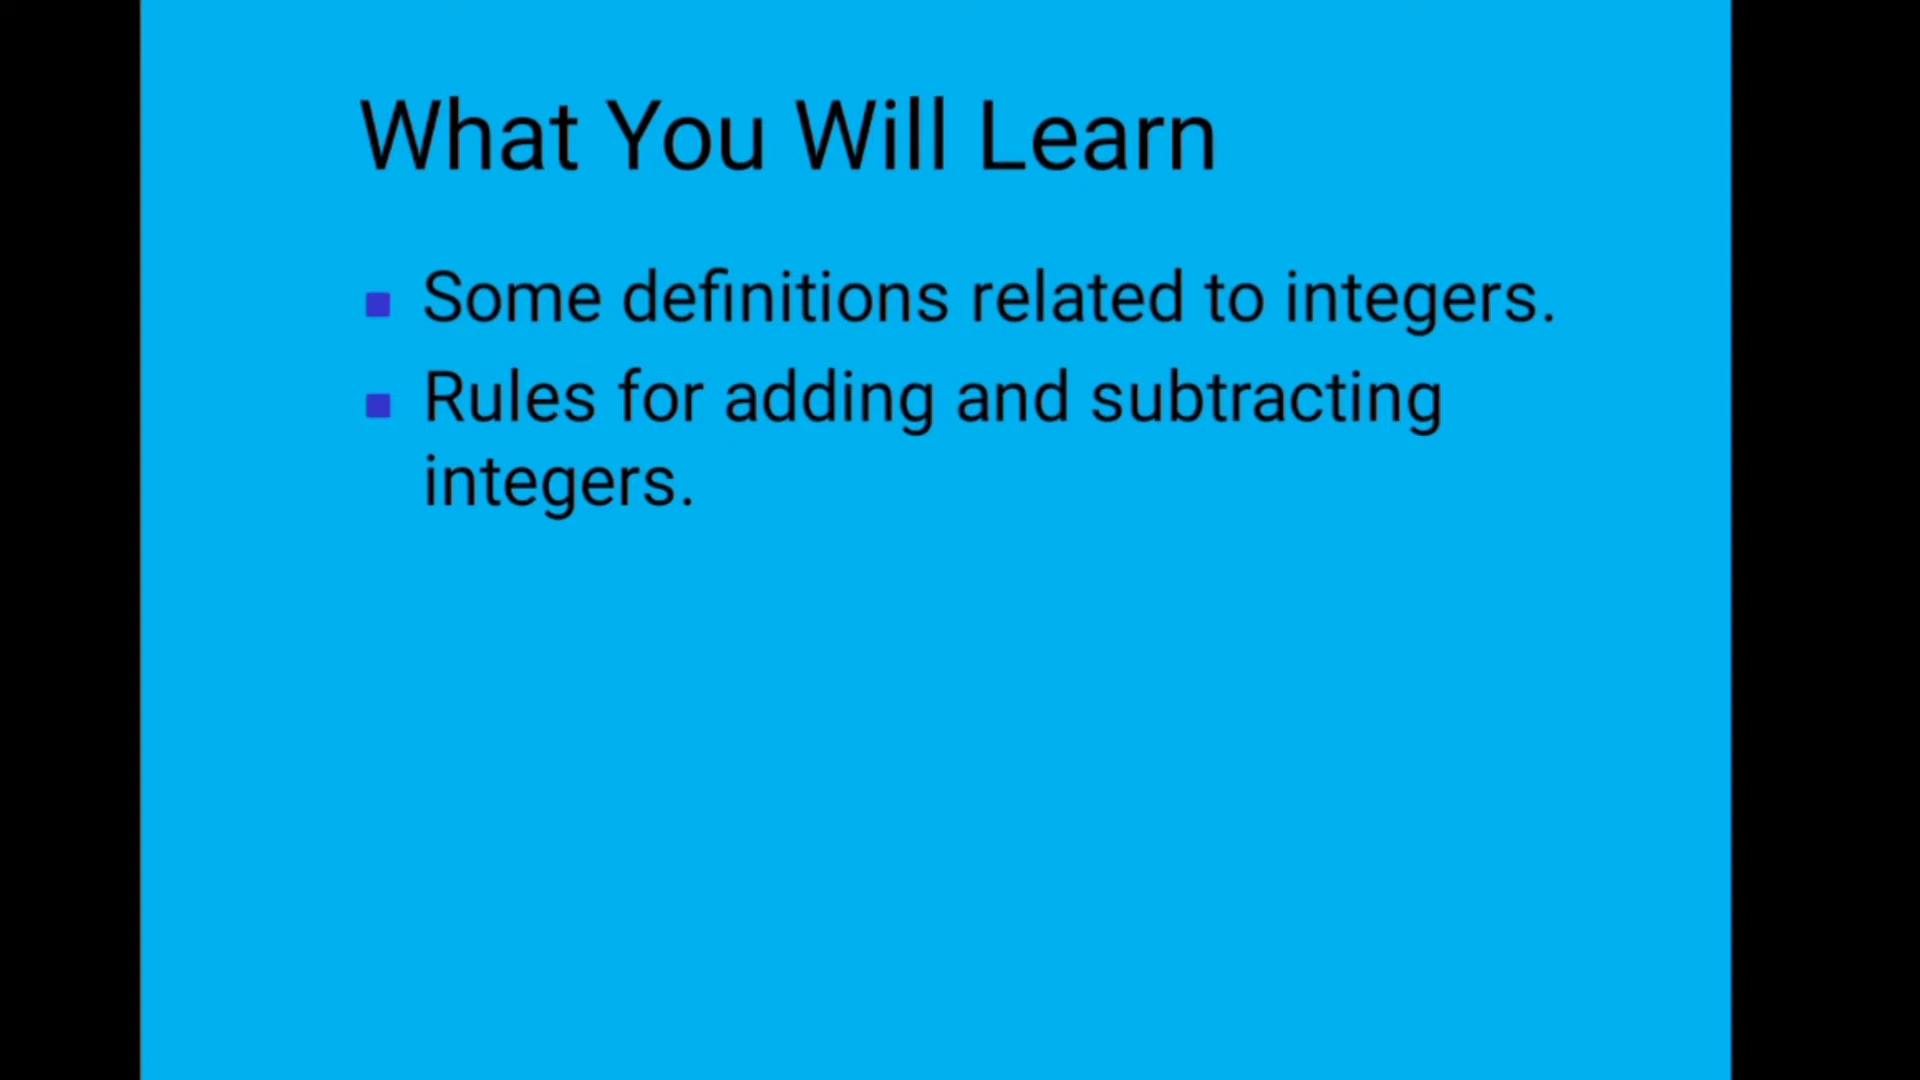 What You Will Learn
Some definitions related to integers.
Rules for adding and subtracting
integers.